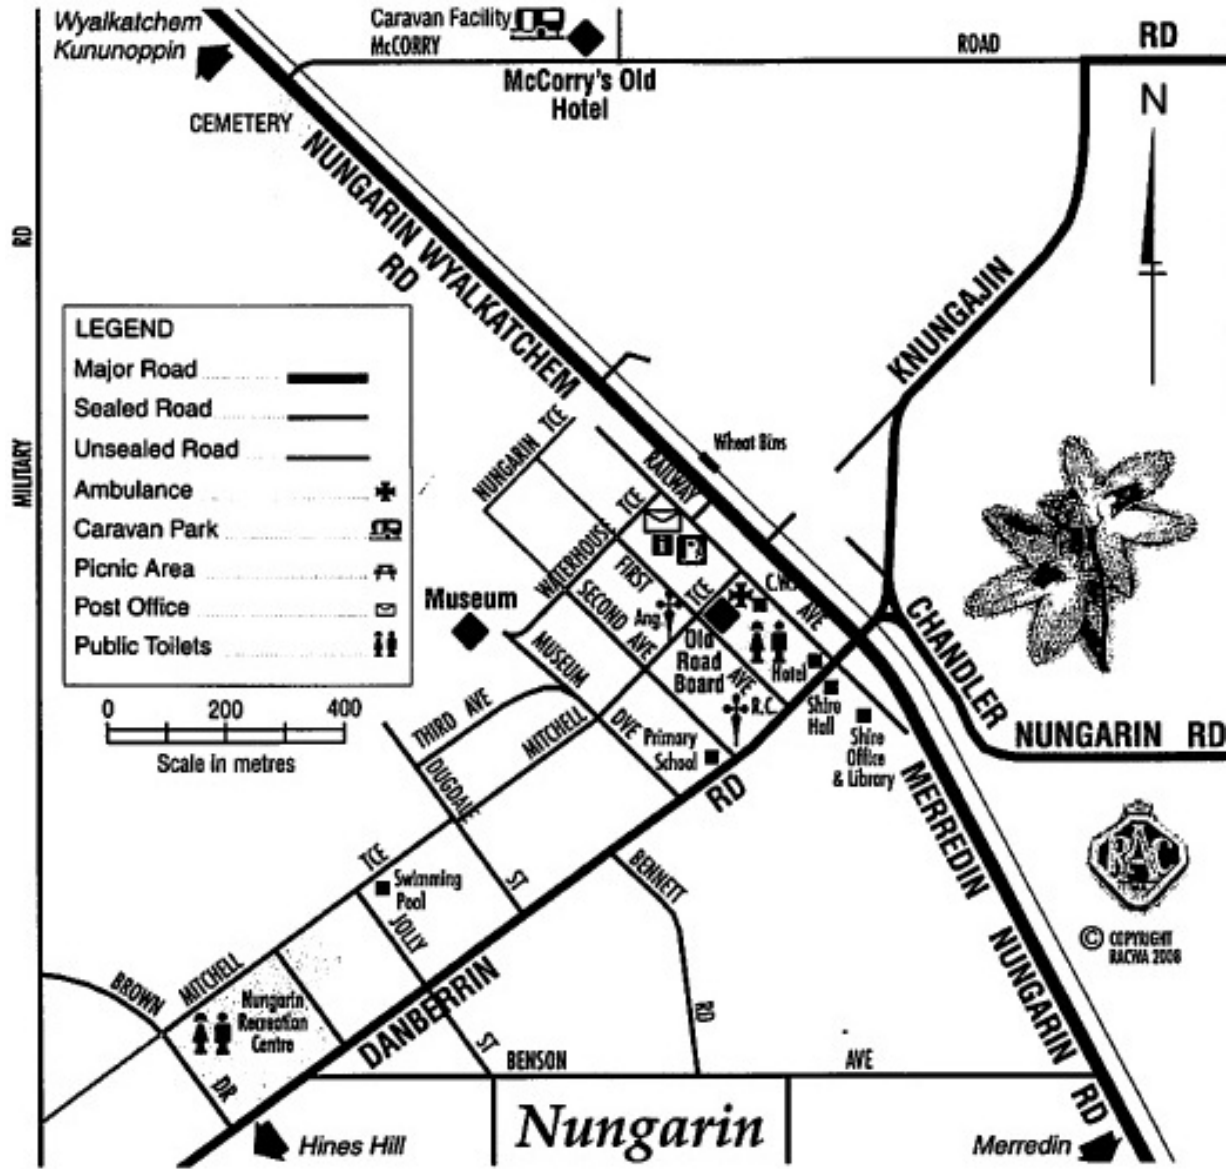 Wyalkatchem
Kununoppin
Caravan Facility
McCORRY
ROAD
RD
McCorry's Old
Hotel
N
CEMETERY
NUNGARIN WYALKATCHEM
RD
RD
MILITARY
KNUNGAJIN
LEGEND
Major Road
Sealed Road
Unsealed Road
Ambulance
Caravan Park
Picnic Area
Post Office
Public Toilets
0 200 400
Scale in metres
NUNGARIN TCE
RAILWAY
AVE
Wheat Bins
WATERHOUSE
TCE
i
FIRST
AVE
SECOND AVE
TCE
Museum
MUSEUM
DVE
Ang.
Old
Road
Board
Hotel
R.C.
Shire
Hall
Shire
Office
& Library
CHANDLER
NUNGARIN RD
THIRD AVE
MITCHELL
Primary
School
RD
DUGDALE
ST
MERREDIN NUNGARIN
RD
TCE
Swimming
Pool
JOLLY
ST
BENNETT
RD
RAC
© COPYRIGHT
RACWA 2008
BROWN
DR
MITCHELL
Nungarin
Recreation
Centre
DANBERRIN
BENSON
AVE
Hines Hill
Nungarin
Merredin